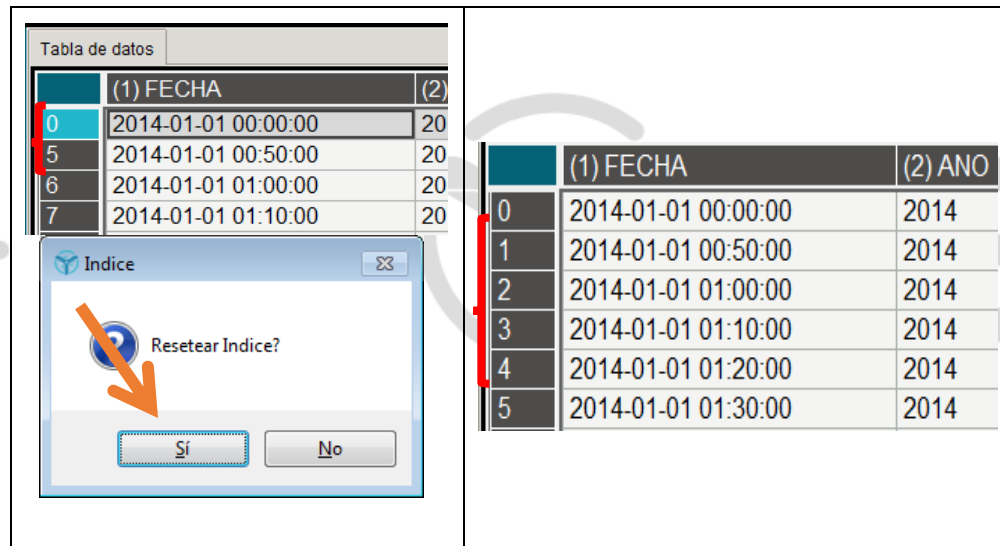 Tabla de datos
(1) FECHA (2)
0 2014-01-01 00:00:00 20
5 2014-01-01 00:50:00 20
6 2014-01-01 01:00:00 20
7 2014-01-01 01:10:00 20
Indice
Resetear Indice?
Sí No
(1) FECHA (2) ANO
0 2014-01-01 00:00:00 2014
1 2014-01-01 00:50:00 2014
2 2014-01-01 01:00:00 2014
3 2014-01-01 01:10:00 2014
4 2014-01-01 01:20:00 2014
5 2014-01-01 01:30:00 2014